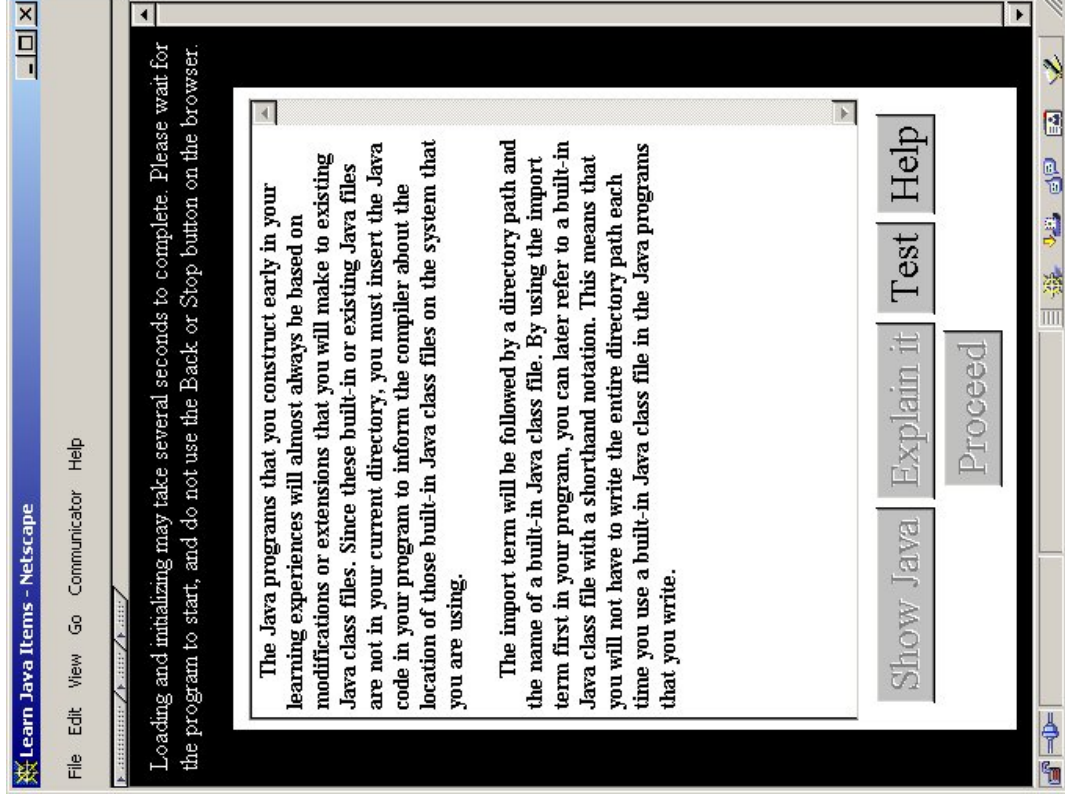 Learn Java Items - Netscape
File Edit View Go Communicator Help
Loading and initializing may take several seconds to complete. Please wait for
the program to start, and do not use the Back or Stop button on the browser.
The Java programs that you construct early in your
learning experiences will almost always be based on
modifications or extensions that you will make to existing
Java class files. Since these built-in or existing Java files
are not in your current directory, you must insert the Java
code in your program to inform the compiler about the
location of those built-in Java class files on the system that
you are using.
The import term will be followed by a directory path and
the name of a built-in Java class file. By using the import
term first in your program, you can later refer to a built-in
Java class file with a shorthand notation. This means that
you will not have to write the entire directory path each
time you use a built-in Java class file in the Java programs
that you write.
Show Java Explain it Test Help
Proceed